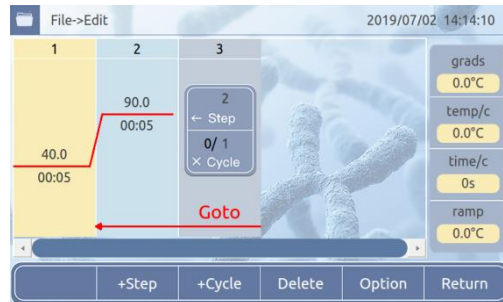 File->Edit
2019/07/02 14:14:10
1
2
3
40.0
00:05
90.0
00:05
2
← Step
0/ 1
× Cycle
Goto
grads
0.0°C
temp/c
0.0°C
time/c
0s
ramp
0.0°C
+Step
+Cycle
Delete
Option
Return